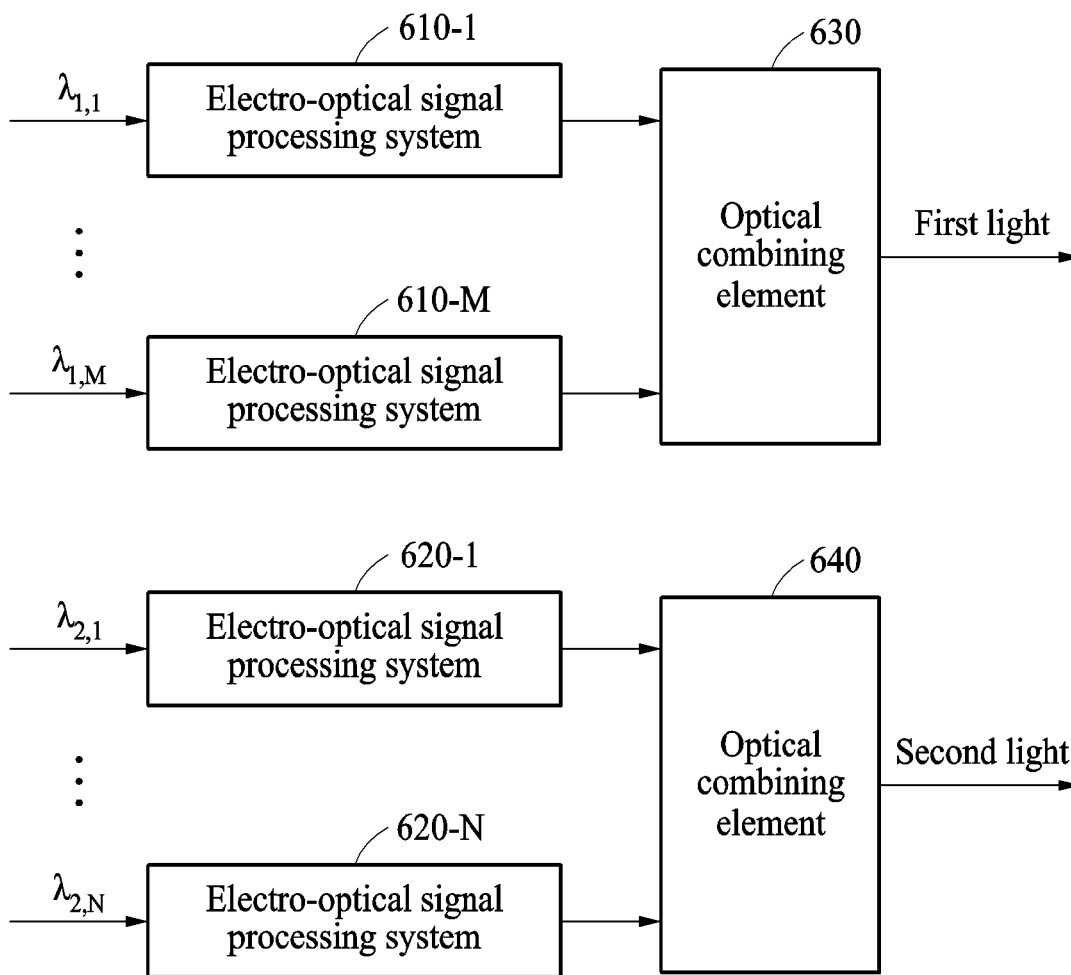 610-1
630
λ1,1
Electro-optical signal
processing system
Optical
combining
element
First light
610-M
λ1,M
Electro-optical signal
processing system
620-1
640
λ2,1
Electro-optical signal
processing system
Optical
combining
element
Second light
620-N
λ2,N
Electro-optical signal
processing system